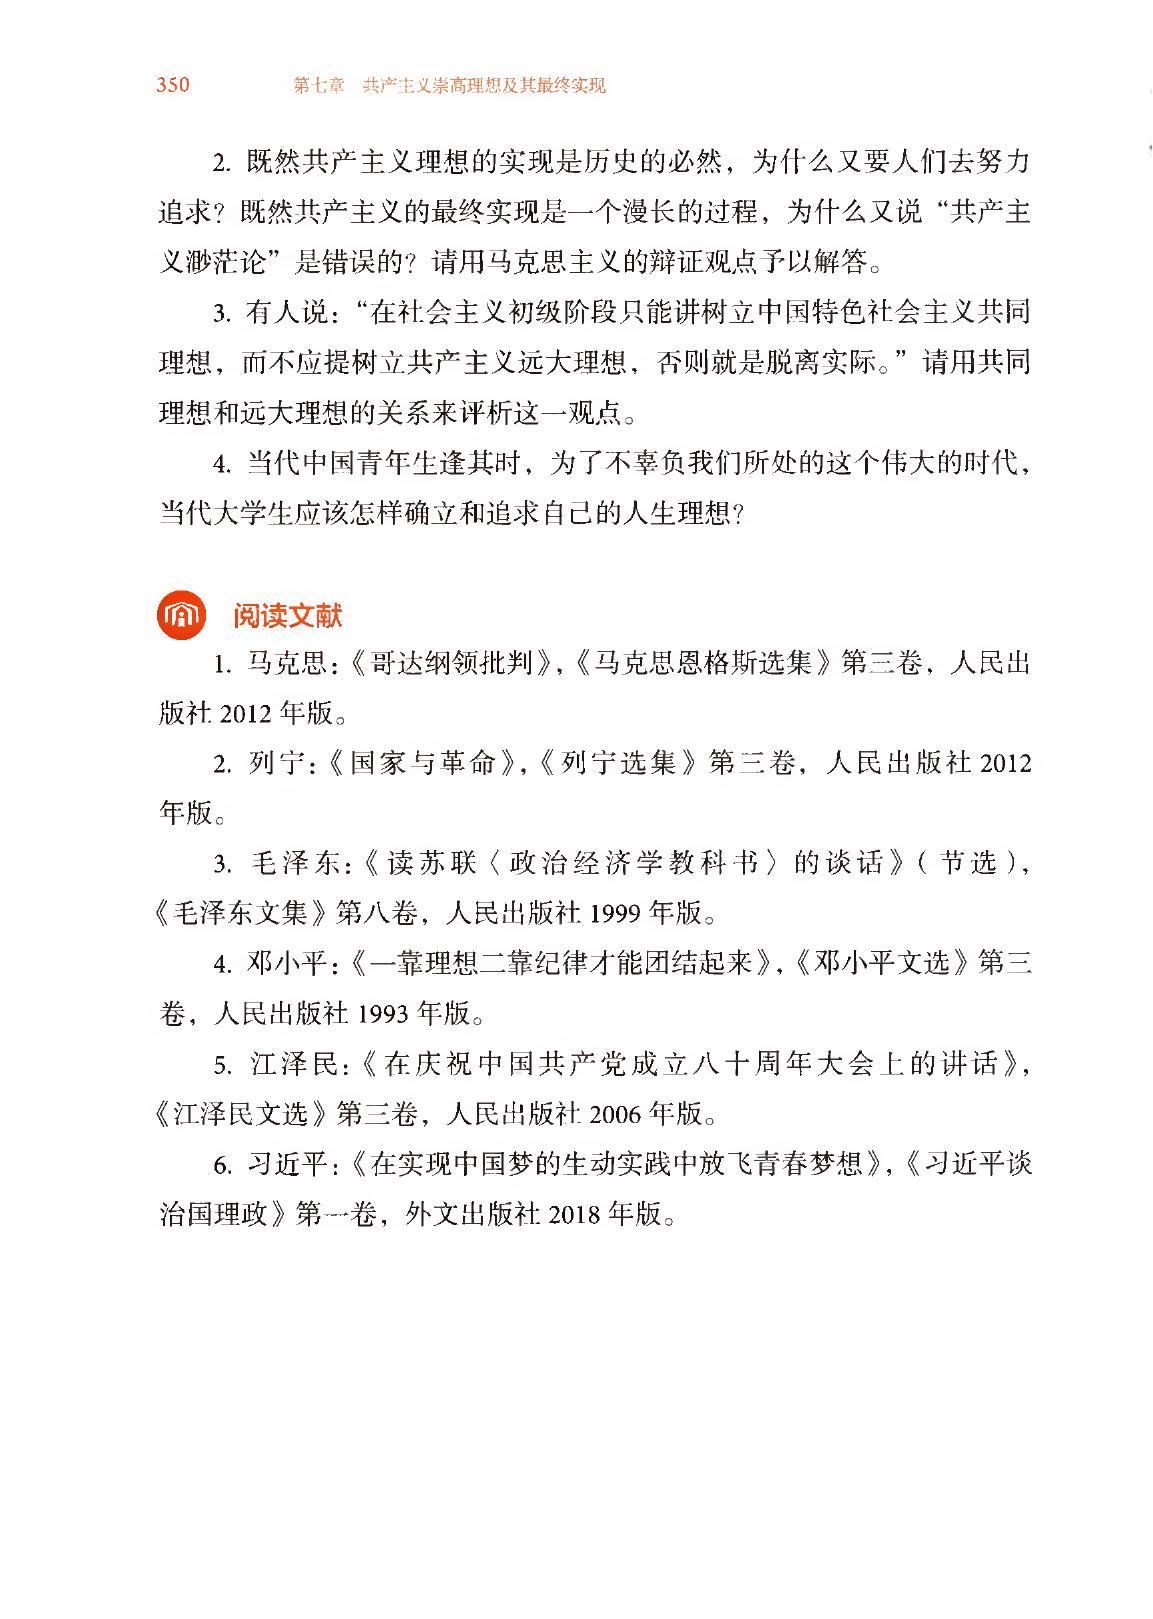 350 第七章 共产主义崇高理想及其最终实现
2. 既然共产主义理想的实现是历史的必然，为什么又要人们去努力
追求？既然共产主义的最终实现是一个漫长的过程，为什么又说“共产主
义渺茫论”是错误的？请用马克思主义的辩证观点予以解答。
3. 有人说：“在社会主义初级阶段只能讲树立中国特色社会主义共同
理想，而不应提树立共产主义远大理想，否则就是脱离实际。”请用共同
理想和远大理想的关系来评析这一观点。
4. 当代中国青年生逢其时，为了不辜负我们所处的这个伟大的时代，
当代大学生应该怎样确立和追求自己的人生理想？
阅读文献
1. 马克思：《哥达纲领批判》，《马克思恩格斯选集》第三卷，人民出
版社 2012 年版。
2. 列宁：《国家与革命》，《列宁选集》第三卷，人民出版社 2012
年版。
3. 毛泽东：《读苏联〈政治经济学教科书〉的谈话》（节选），
《毛泽东文集》第八卷，人民出版社 1999 年版。
4. 邓小平：《一靠理想二靠纪律才能团结起来》，《邓小平文选》第三
卷，人民出版社 1993 年版。
5. 江泽民：《在庆祝中国共产党成立八十周年大会上的讲话》，
《江泽民文选》第三卷，人民出版社 2006 年版。
6. 习近平：《在实现中国梦的生动实践中放飞青春梦想》，《习近平谈
治国理政》第一卷，外文出版社 2018 年版。